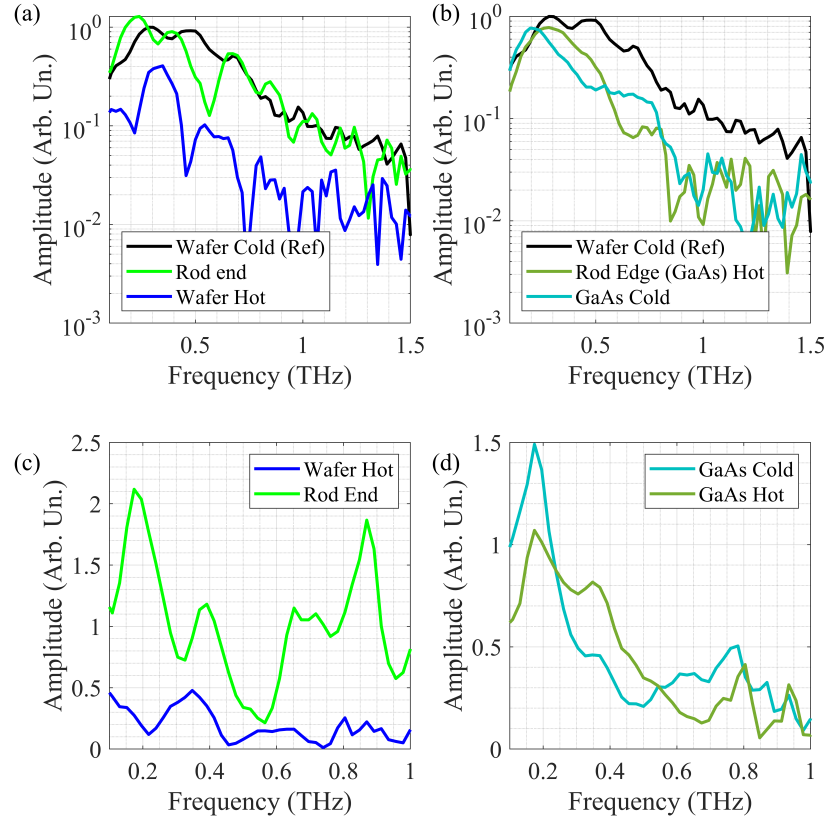 (a)
Amplitude (Arb. Un.)
10^0
10^-1
10^-2
10^-3
Wafer Cold (Ref)
Rod end
Wafer Hot
0.5
1
1.5
Frequency (THz)
(b)
Amplitude (Arb. Un.)
10^0
10^-1
10^-2
10^-3
Wafer Cold (Ref)
Rod Edge (GaAs) Hot
GaAs Cold
0.5
1
1.5
Frequency (THz)
(c)
Amplitude (Arb. Un.)
2.5
2
1.5
1
0.5
0
Wafer Hot
Rod End
0.2
0.4
0.6
0.8
1
Frequency (THz)
(d)
Amplitude (Arb. Un.)
1.5
1
0.5
0
GaAs Cold
GaAs Hot
0.2
0.4
0.6
0.8
1
Frequency (THz)